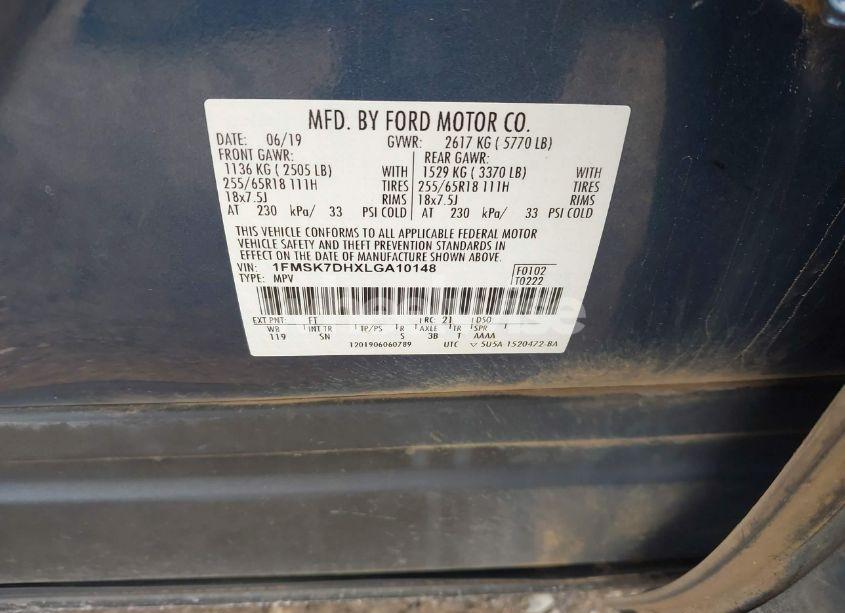 MFD. BY FORD MOTOR CO.
DATE: 06/19 GVWR: 2617 KG ( 5770 LB)
FRONT GAWR: REAR GAWR:
1136 KG ( 2505 LB) WITH 1529 KG ( 3370 LB) WITH
255/65R18 111H TIRES 255/65R18 111H TIRES
18x7.5J RIMS 18x7.5J RIMS
AT 230 kPa/ 33 PSI COLD AT 230 kPa/ 33 PSI COLD
THIS VEHICLE CONFORMS TO ALL APPLICABLE FEDERAL MOTOR
VEHICLE SAFETY AND THEFT PREVENTION STANDARDS IN
EFFECT ON THE DATE OF MANUFACTURE SHOWN ABOVE.
VIN: 1FMSK7DHXLGA10148 F0102
TYPE: MPV T0222
EXT PNT: FT RC: 21 DSO:
WB INT TR TP/PS R AXLE TR SPR
119 SN S 3B T AAAA
1201906060789 UTC ▽ 5U5A-1520472-BA